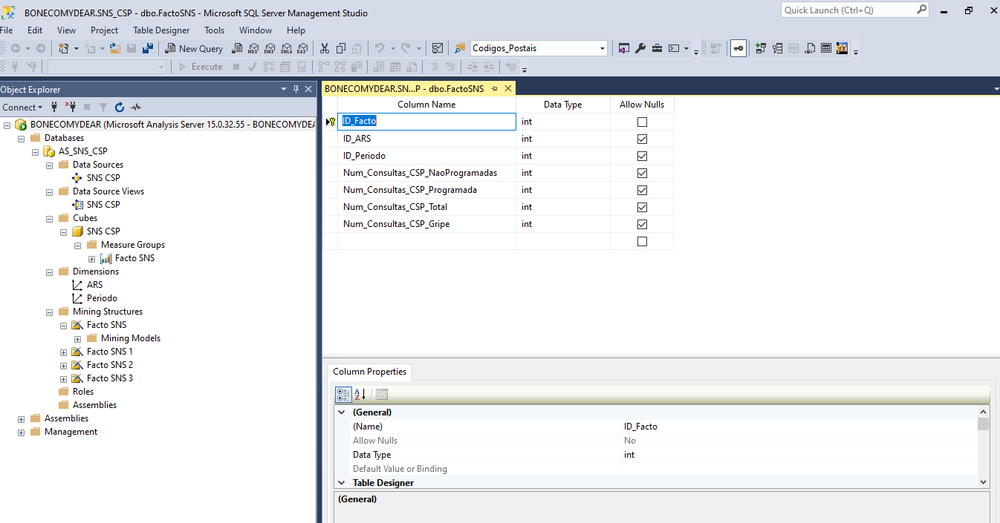 BONECOMYDEAR.SNS_CSP - dbo.FactoSNS - Microsoft SQL Server Management Studio
Quick Launch (Ctrl+Q)
File Edit View Project Table Designer Tools Window Help
New Query MDX DMX XMLA DAX Codigos_Postais
Execute
Object Explorer
BONECOMYDEAR.SN...P - dbo.FactoSNS
Connect
BONECOMYDEAR (Microsoft Analysis Server 15.0.32.55 - BONECOMYDEA
Databases
AS_SNS_CSP
Data Sources
SNS CSP
Data Source Views
SNS CSP
Cubes
SNS CSP
Measure Groups
Facto SNS
Dimensions
ARS
Periodo
Mining Structures
Facto SNS
Mining Models
Facto SNS 1
Facto SNS 2
Facto SNS 3
Roles
Assemblies
Assemblies
Management
Column Name Data Type Allow Nulls
ID_Facto int
ID_ARS int
ID_Periodo int
Num_Consultas_CSP_NaoProgramadas int
Num_Consultas_CSP_Programada int
Num_Consultas_CSP_Total int
Num_Consultas_CSP_Gripe int
Column Properties
(General)
(Name) ID_Facto
Allow Nulls No
Data Type int
Default Value or Binding
Table Designer
(General)